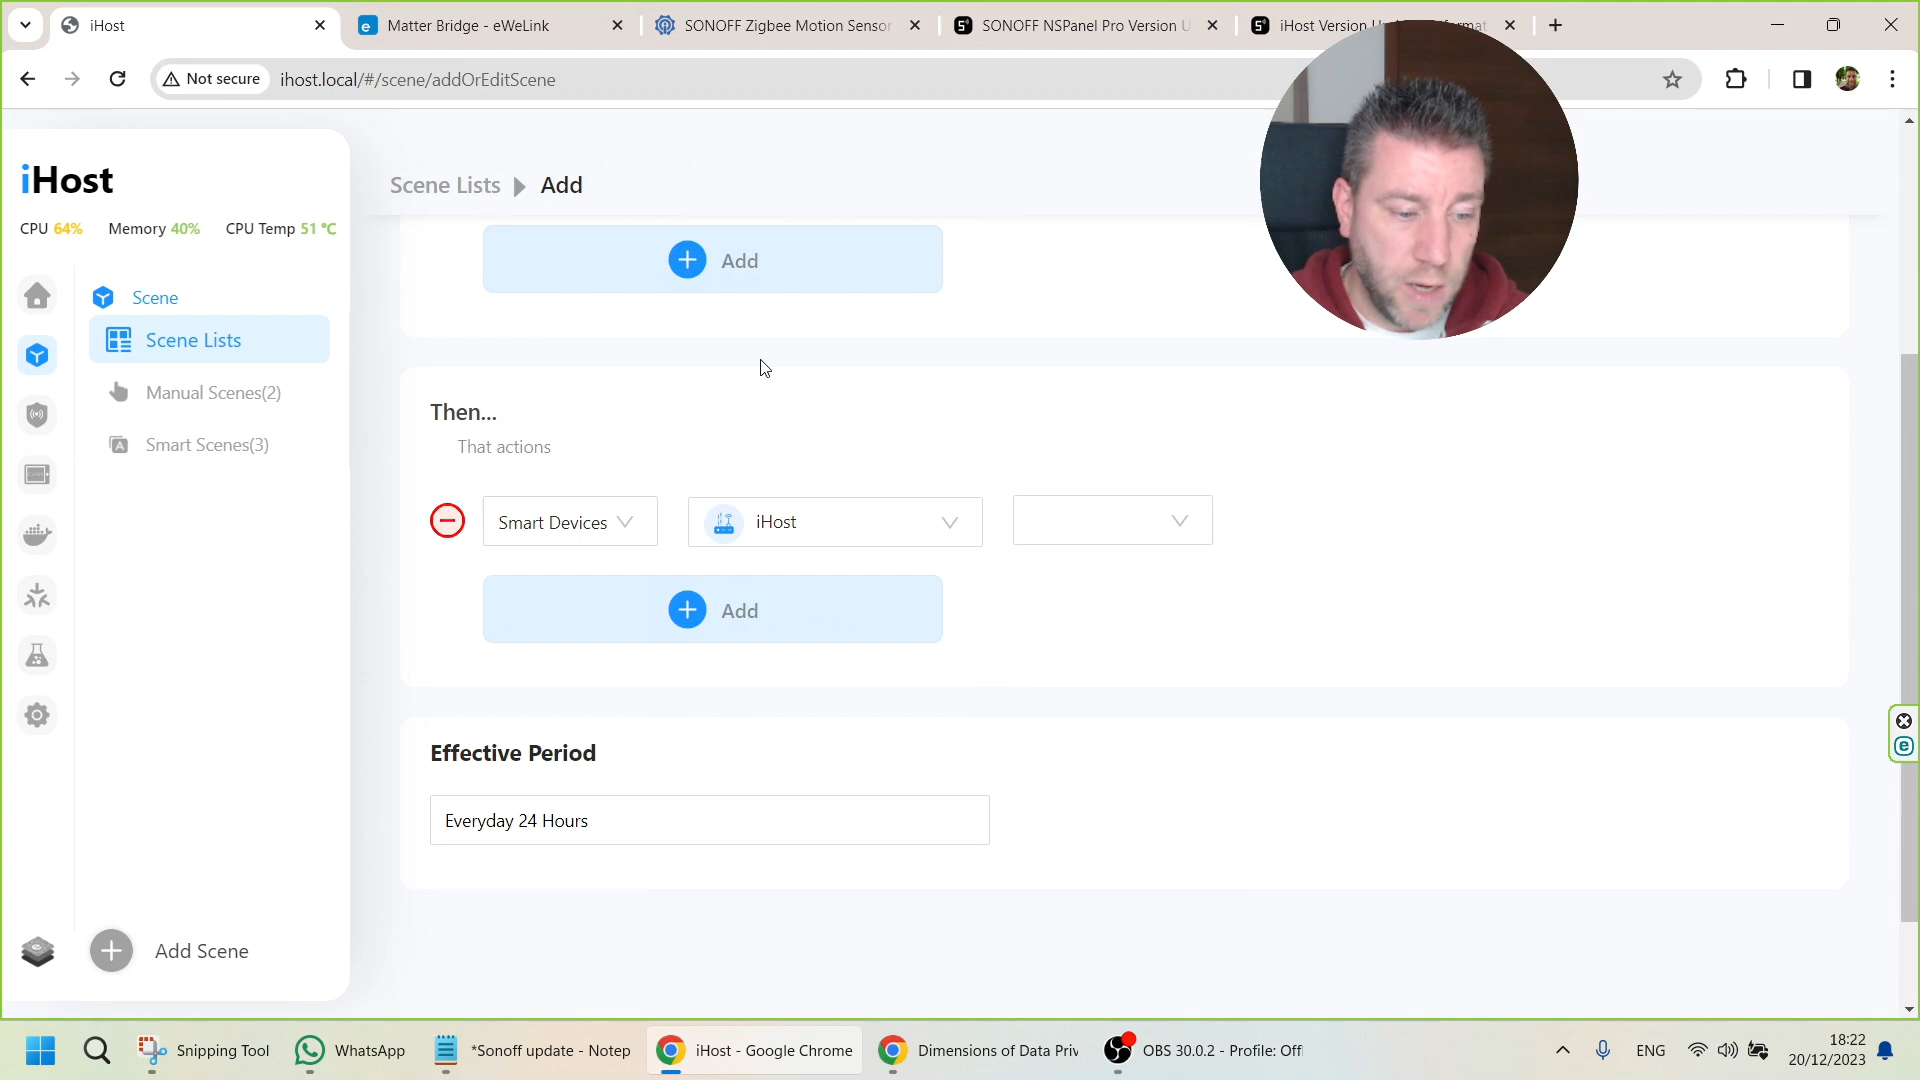 iHost
Matter Bridge - eWeLink
SONOFF Zigbee Motion Sensor
SONOFF NSPanel Pro Version U
iHost Version
Not secure
ihost.local/#/scene/addOrEditScene
iHost
CPU 64%
Memory 40%
CPU Temp 51 ℃
Scene
Scene Lists
Manual Scenes(2)
Smart Scenes(3)
Add Scene
Scene Lists
Add
Add
Then...
That actions
Smart Devices
iHost
Add
Effective Period
Everyday 24 Hours
Snipping Tool
WhatsApp
*Sonoff update - Notep
iHost - Google Chrome
Dimensions of Data Priv
OBS 30.0.2 - Profile: Off
ENG
18:22
20/12/2023